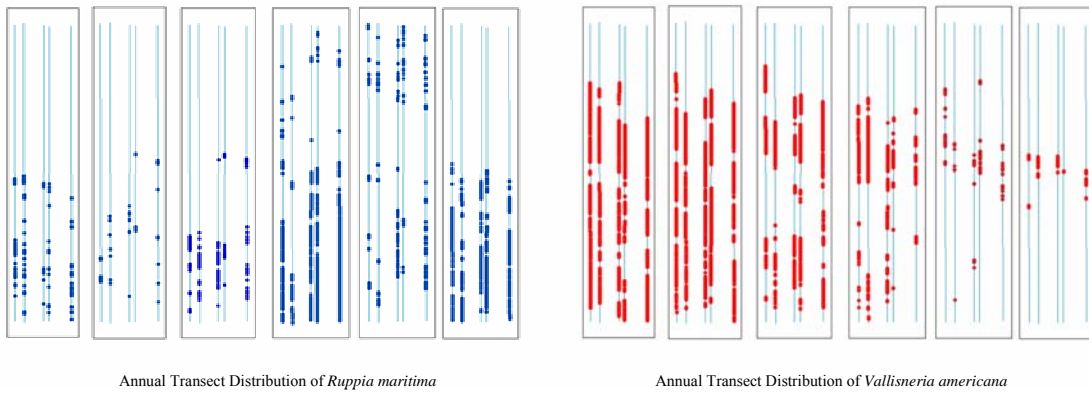 Annual Transect Distribution of Ruppia maritima
Annual Transect Distribution of Vallisneria americana